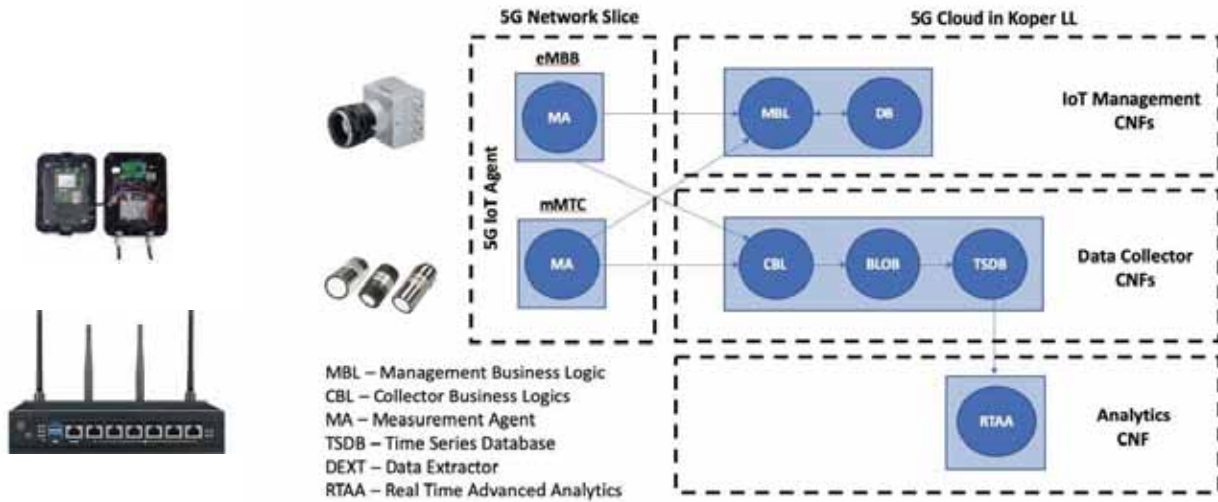 5G Network Slice
5G Cloud in Koper LL
eMBB
MA
5G IoT Agent
mMTC
MA
MBL
DB
IoT Management
CNFs
CBL
BLOB
TSDB
Data Collector
CNFs
RTAA
Analytics
CNF
MBL – Management Business Logic
CBL – Collector Business Logics
MA – Measurement Agent
TSDB – Time Series Database
DEXT – Data Extractor
RTAA – Real Time Advanced Analytics